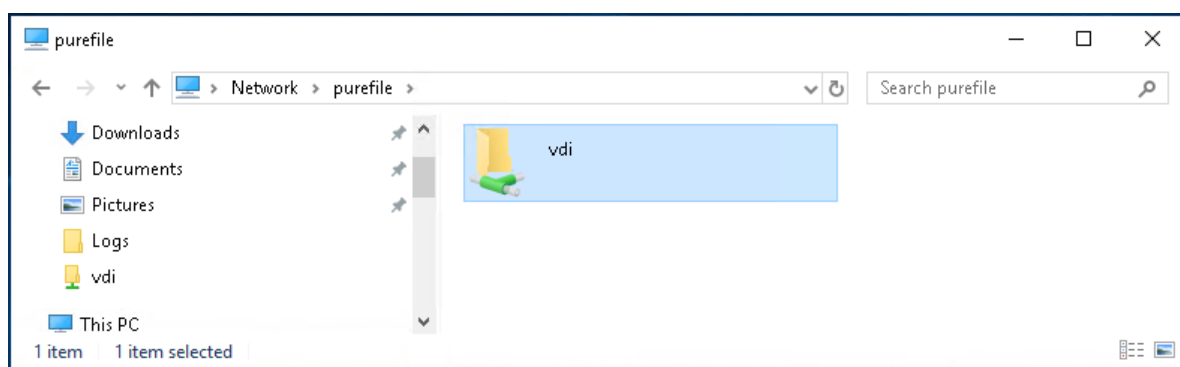 purefile
Network > purefile >
Search purefile
Downloads
Documents
Pictures
Logs
vdi
This PC
vdi
1 item
1 item selected